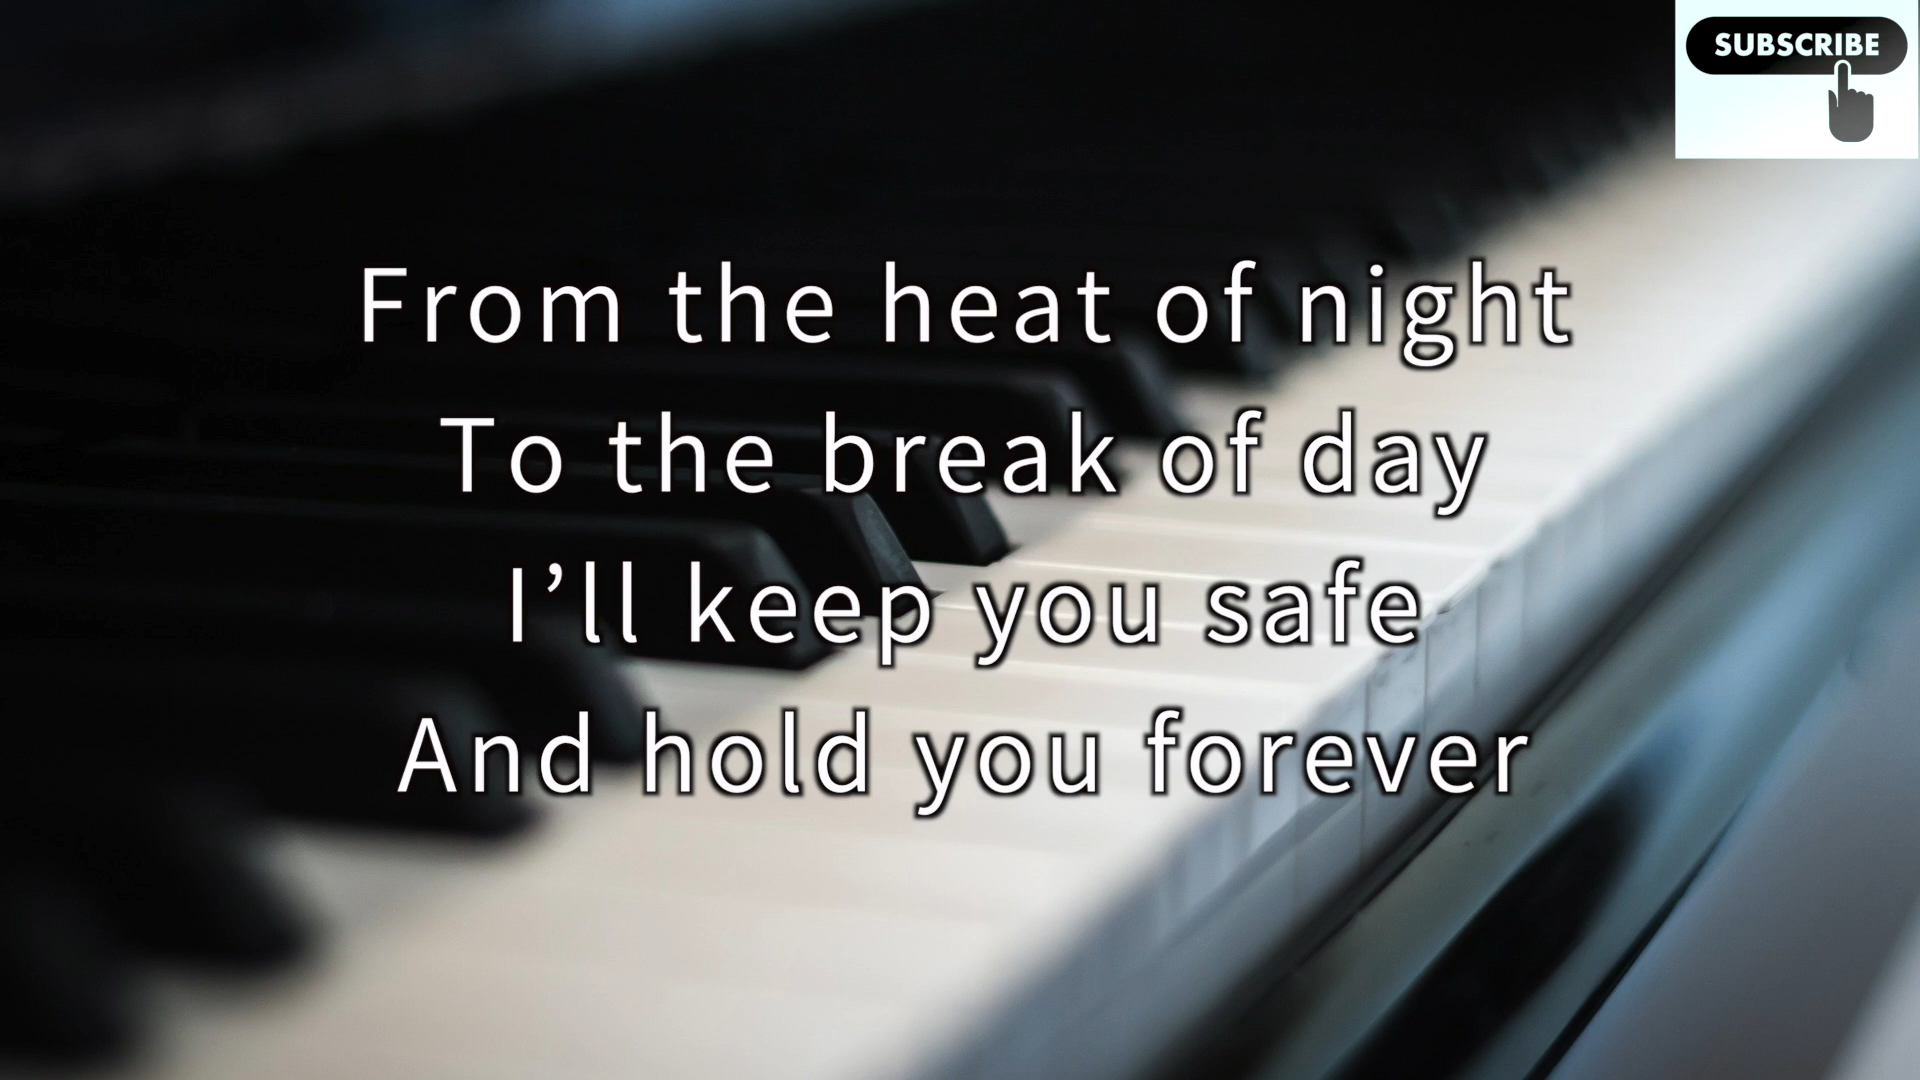 SUBSCRIBE
From the heat of night
To the break of day
I’ll keep you safe
And hold you forever